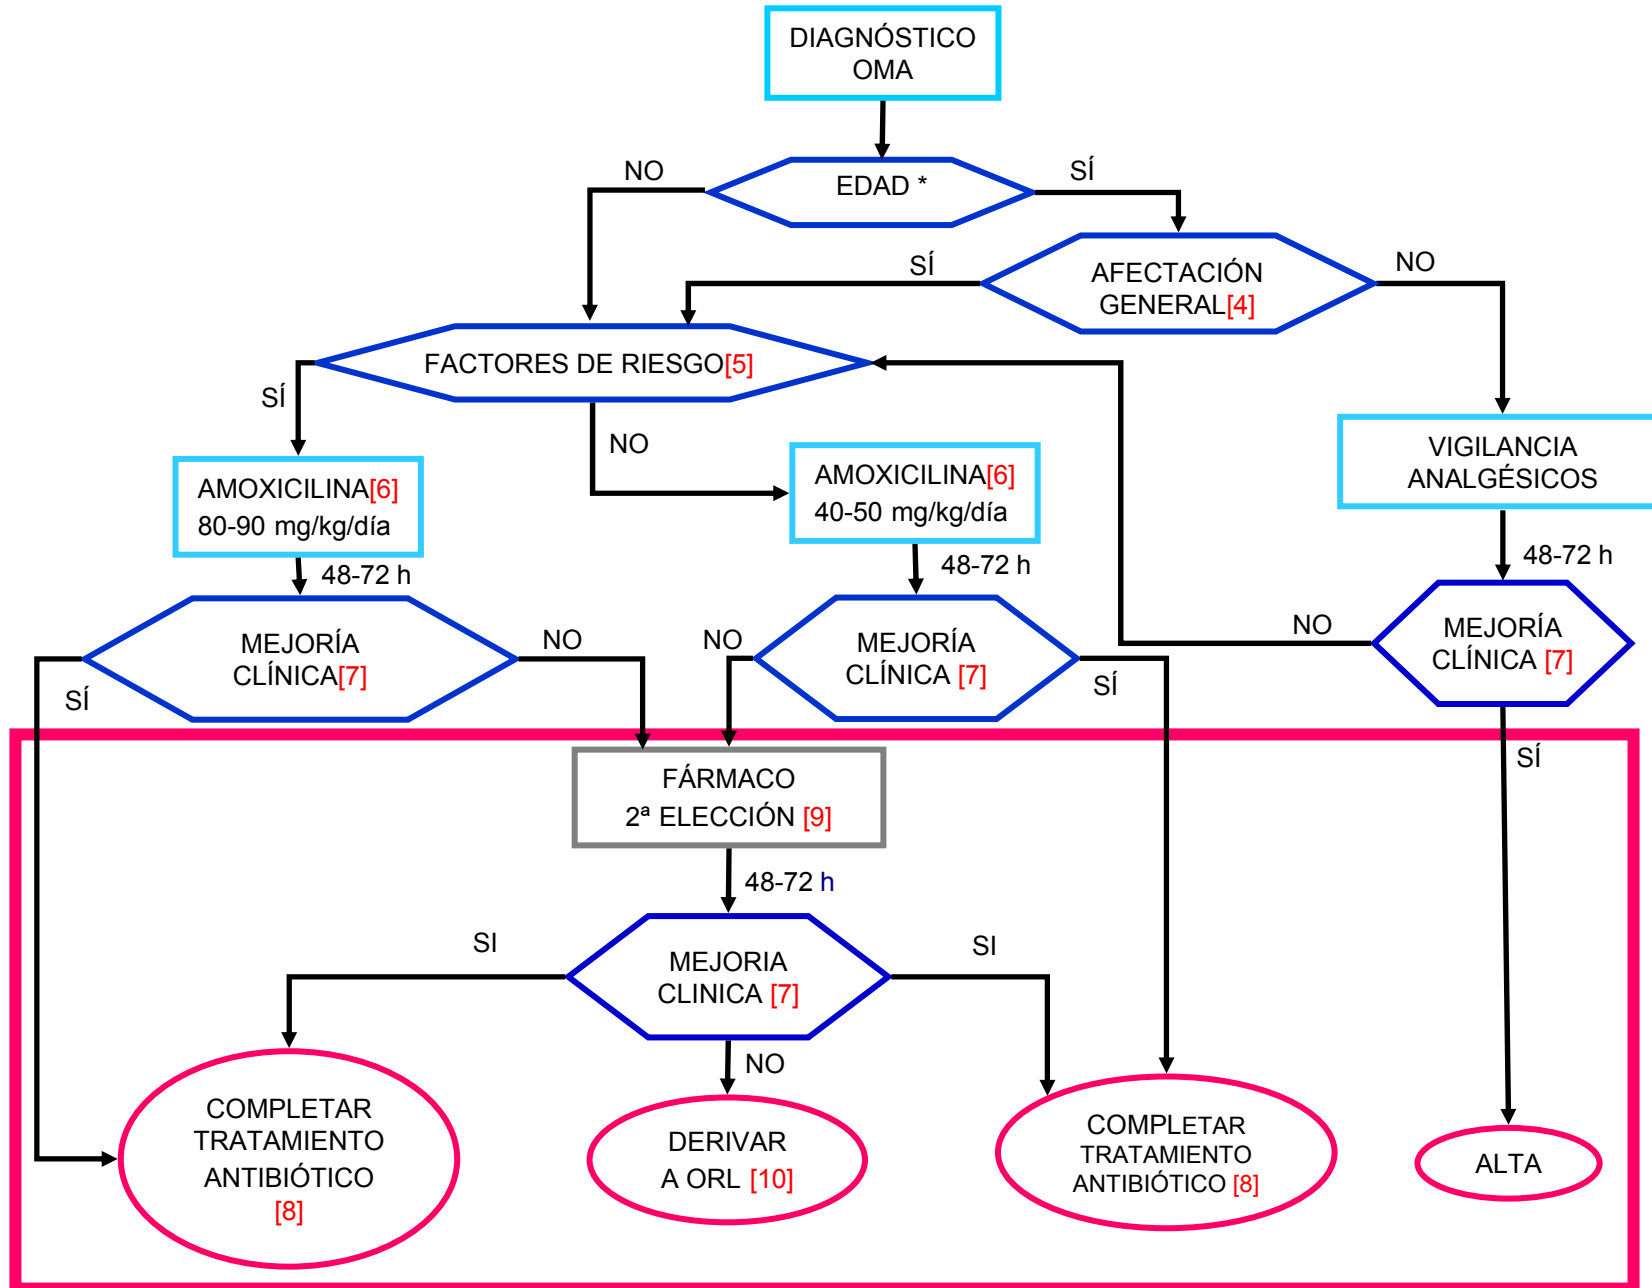 DIAGNÓSTICO
OMA
NO
EDAD *
SÍ
SÍ
AFECTACIÓN
GENERAL[4]
NO
FACTORES DE RIESGO[5]
SÍ
NO
AMOXICILINA[6]
80-90 mg/kg/día
AMOXICILINA[6]
40-50 mg/kg/día
VIGILANCIA
ANALGÉSICOS
48-72 h
48-72 h
48-72 h
MEJORÍA
CLÍNICA[7]
NO
SÍ
NO
MEJORÍA
CLÍNICA [7]
SÍ
NO
MEJORÍA
CLÍNICA [7]
SÍ
FÁRMACO
2ª ELECCIÓN [9]
48-72 h
SI
MEJORIA
CLINICA [7]
SI
NO
COMPLETAR
TRATAMIENTO
ANTIBIÓTICO
[8]
DERIVAR
A ORL [10]
COMPLETAR
TRATAMIENTO
ANTIBIÓTICO [8]
ALTA